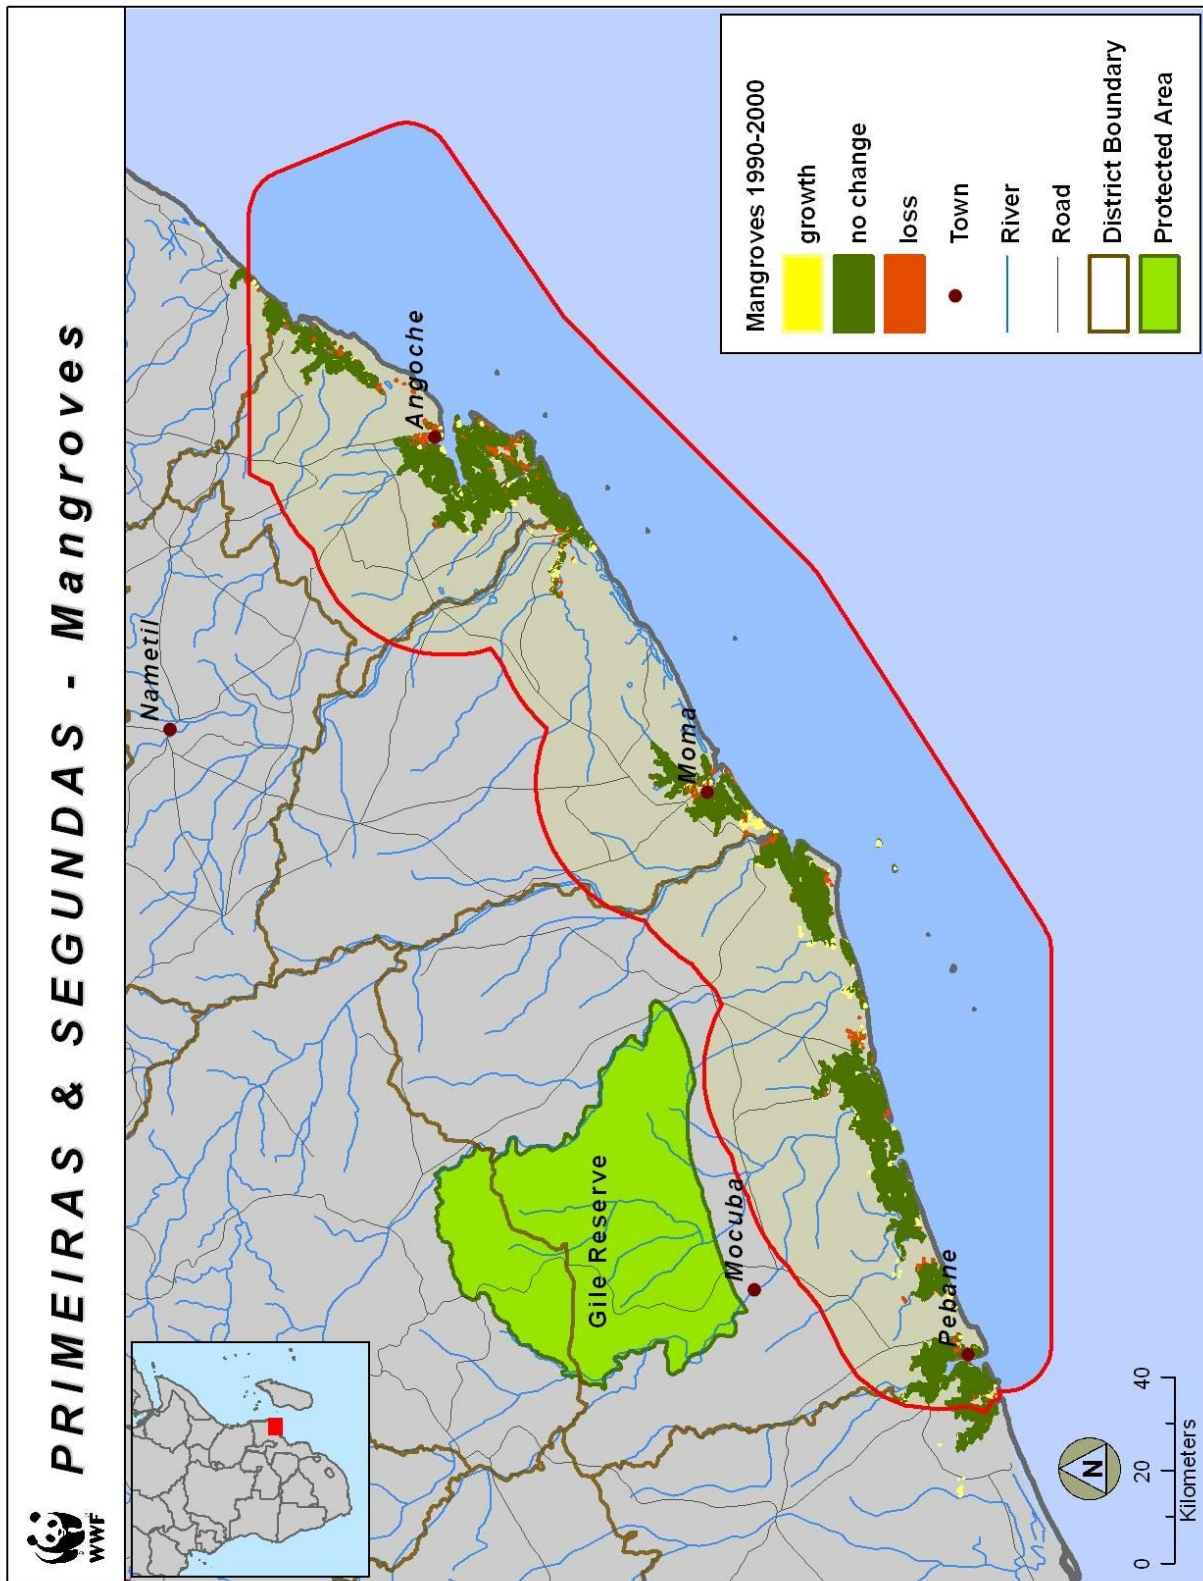 PRIMEIRAS & SEGUNDAS - Mangroves
WWF
Nametil
Angoche
Moma
Gile Reserve
Mocuba
Pebane
Mangroves 1990-2000
growth
no change
loss
Town
River
Road
District Boundary
Protected Area
N
0 20 40
Kilometers